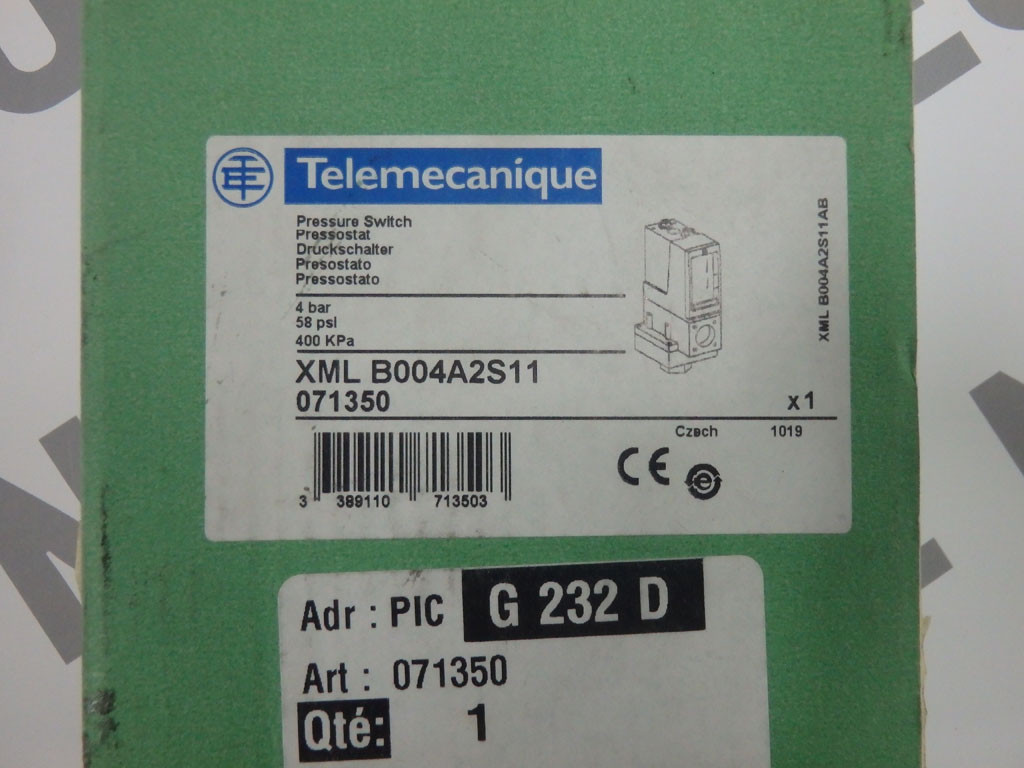 Telemecanique
Pressure Switch
Pressostat
Druckschalter
Presostato
Pressostato
4 bar
58 psi
400 KPa
XML B004A2S11
071350
x1
Czech 1019
3 389110 713503
CE
XML B004A2S11AB
Adr : PIC G 232 D
Art : 071350
Qté: 1